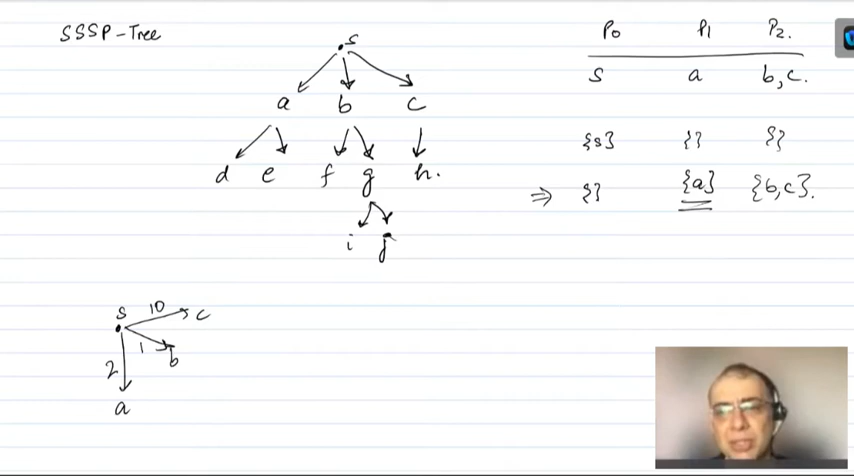 SSSP-Tree
s
a b c
d e f g h.
i j
P0 P1 P2.
s a b,c.
{s} {} {}
⇒ {} {a} {b,c}.
s 10 c
1 b
2
a